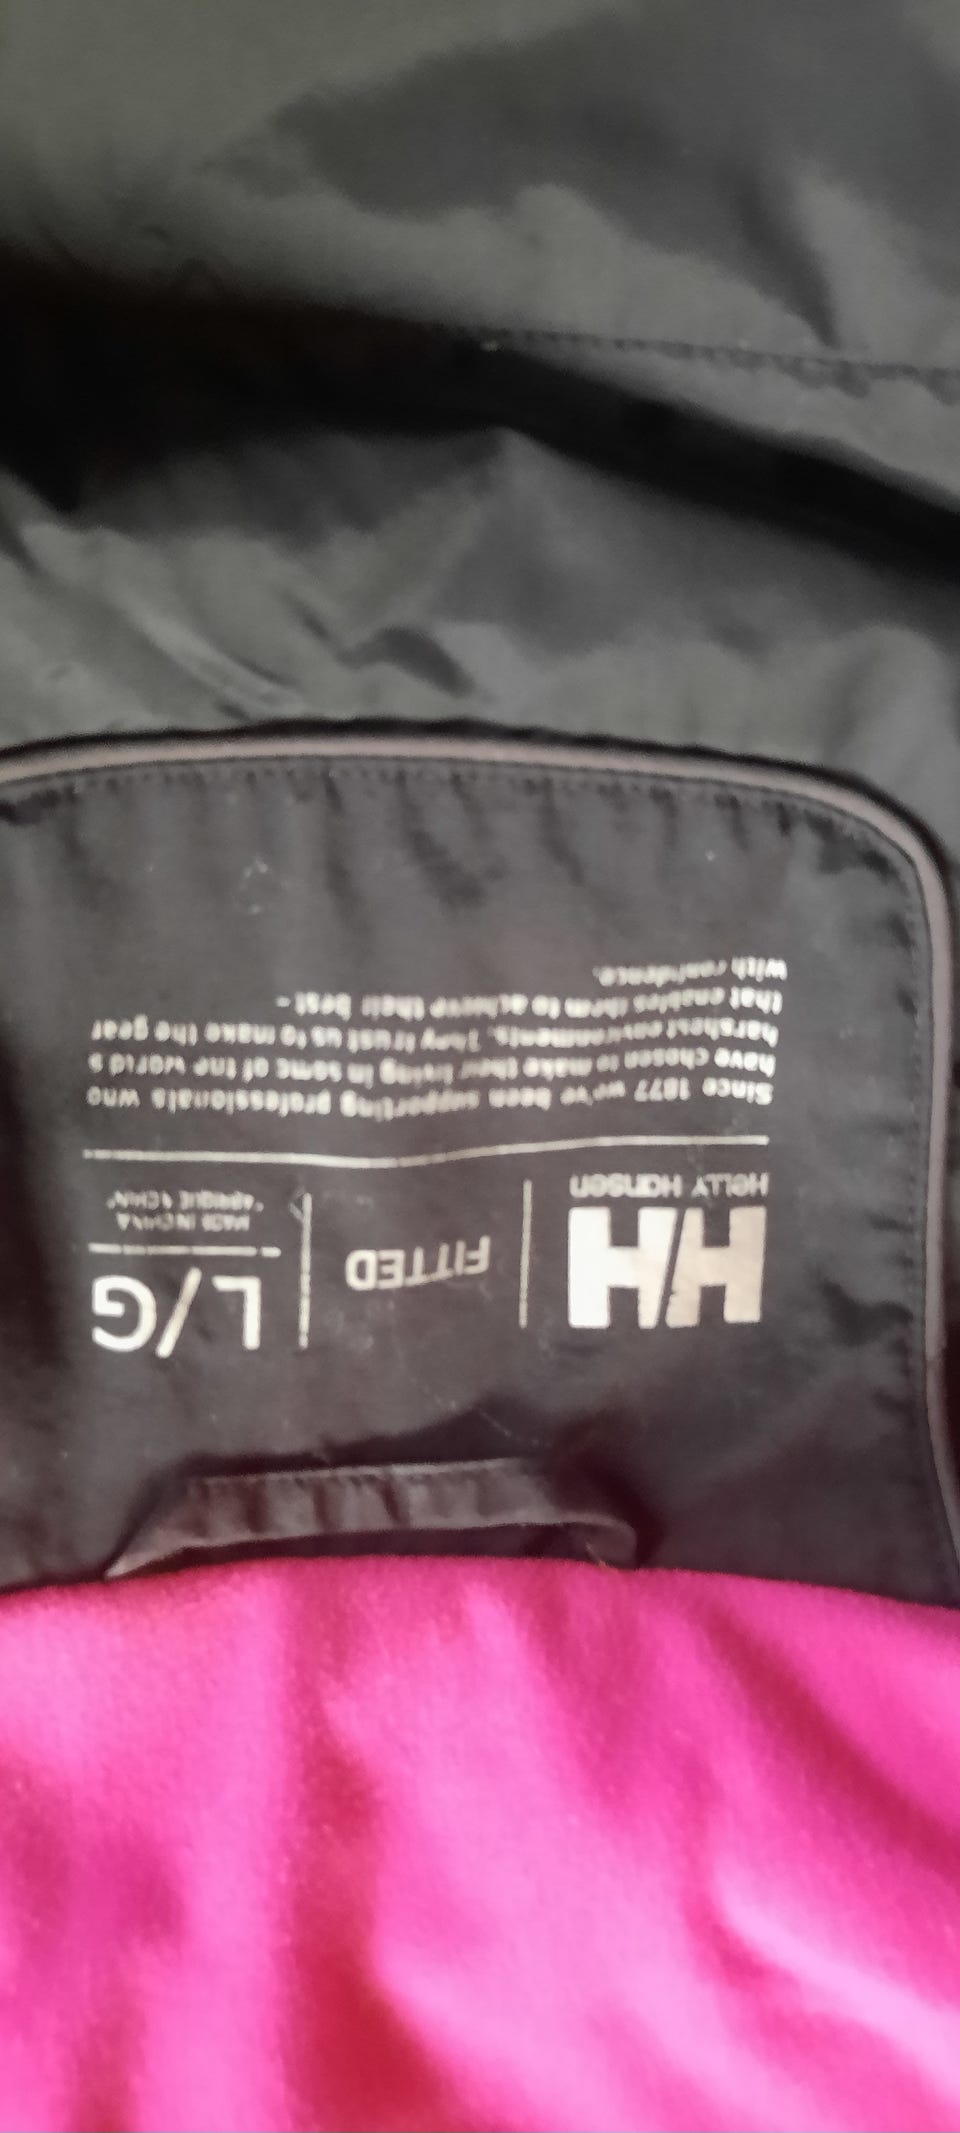 L/G
MADE IN CHINA
FITTED
HH
HELLY HANSEN
Since 1877 we've been supporting professionals who
have chosen to make their living in some of the world's
harshest environments. They trust us to make the gear
that enables them to achieve their best -
with confidence.